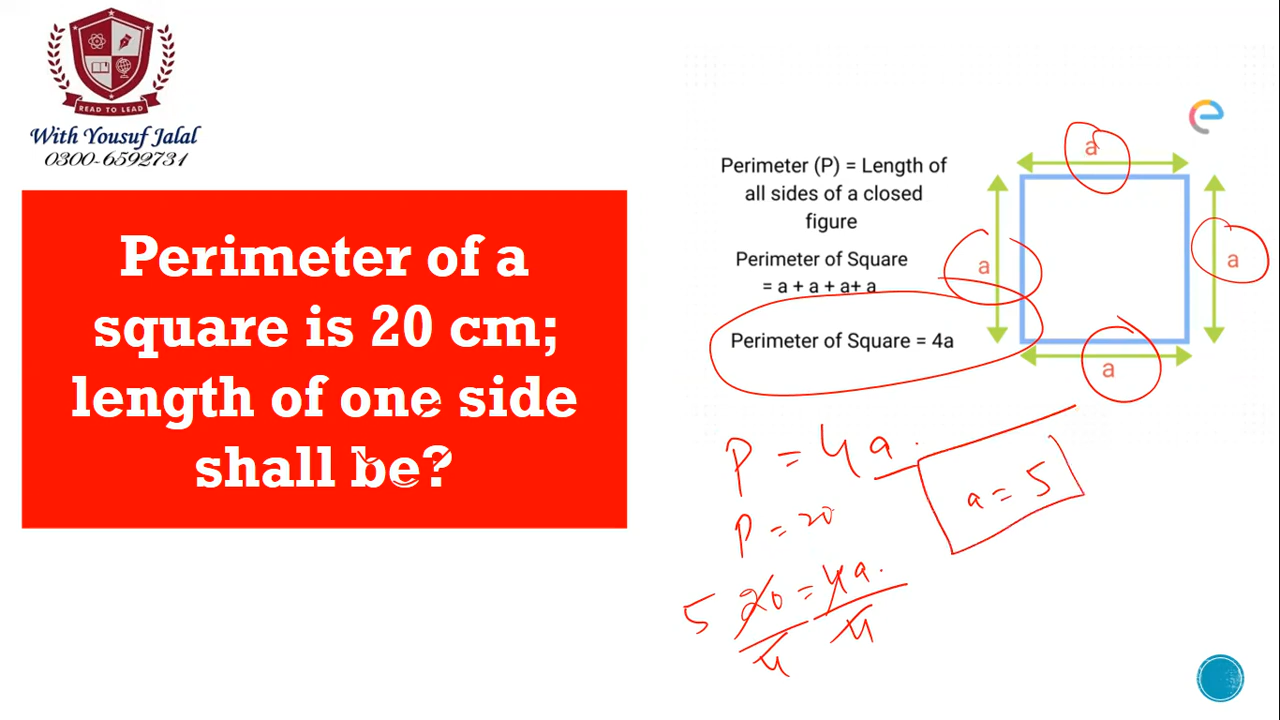 READ TO LEAD
With Yousuf Jalal
0300-6592731
Perimeter of a
square is 20 cm;
length of one side
shall be?
Perimeter (P) = Length of
all sides of a closed
figure
Perimeter of Square
= a + a + a+ a
Perimeter of Square = 4a
a
a
a
a
P = 4a.
P = 20
5 20 = 4a.
4 4
a = 5